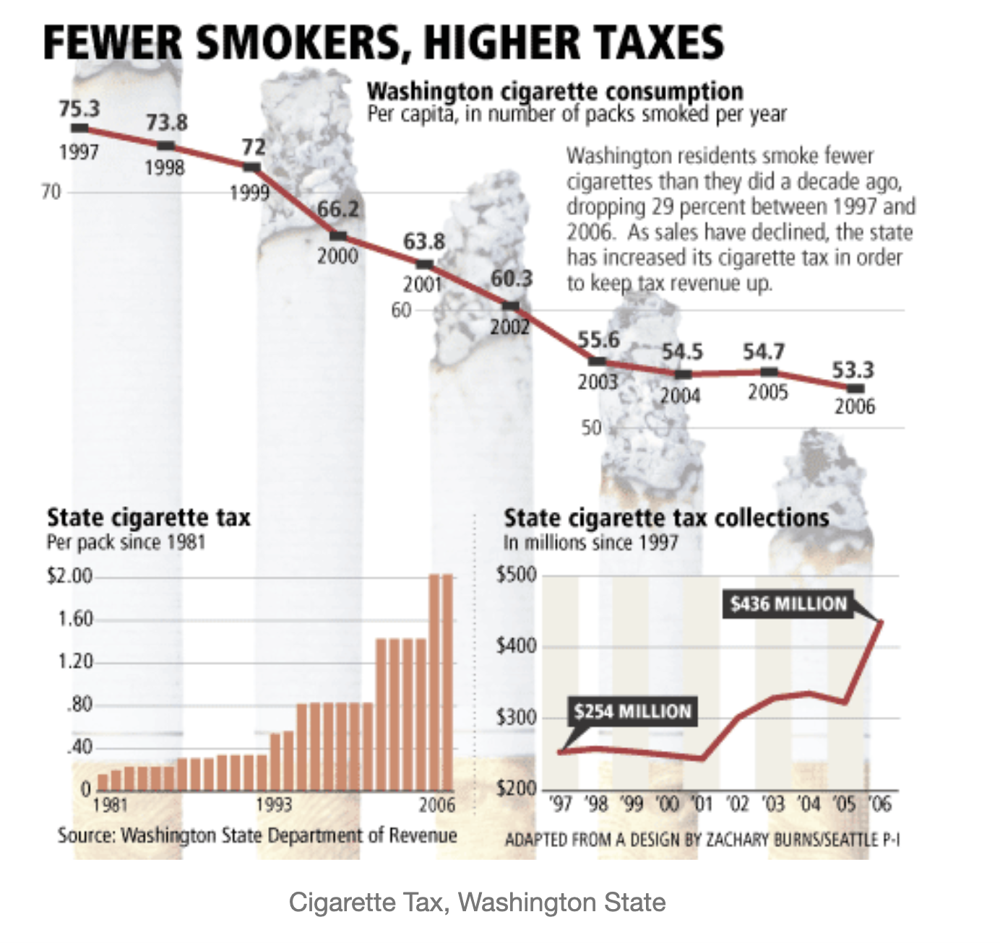 FEWER SMOKERS, HIGHER TAXES
Washington cigarette consumption
Per capita, in number of packs smoked per year
75.3
1997
73.8
1998
72
1999
66.2
2000
63.8
2001
60.3
2002
55.6
2003
54.5
2004
54.7
2005
53.3
2006
70
60
50
Washington residents smoke fewer
cigarettes than they did a decade ago,
dropping 29 percent between 1997 and
2006. As sales have declined, the state
has increased its cigarette tax in order
to keep tax revenue up.
State cigarette tax
Per pack since 1981
$2.00
1.60
1.20
.80
.40
0
1981 1993 2006
Source: Washington State Department of Revenue
State cigarette tax collections
In millions since 1997
$500
$400
$300
$200
$436 MILLION
$254 MILLION
'97 '98 '99 '00 '01 '02 '03 '04 '05 '06
ADAPTED FROM A DESIGN BY ZACHARY BURNS/SEATTLE P-I
Cigarette Tax, Washington State